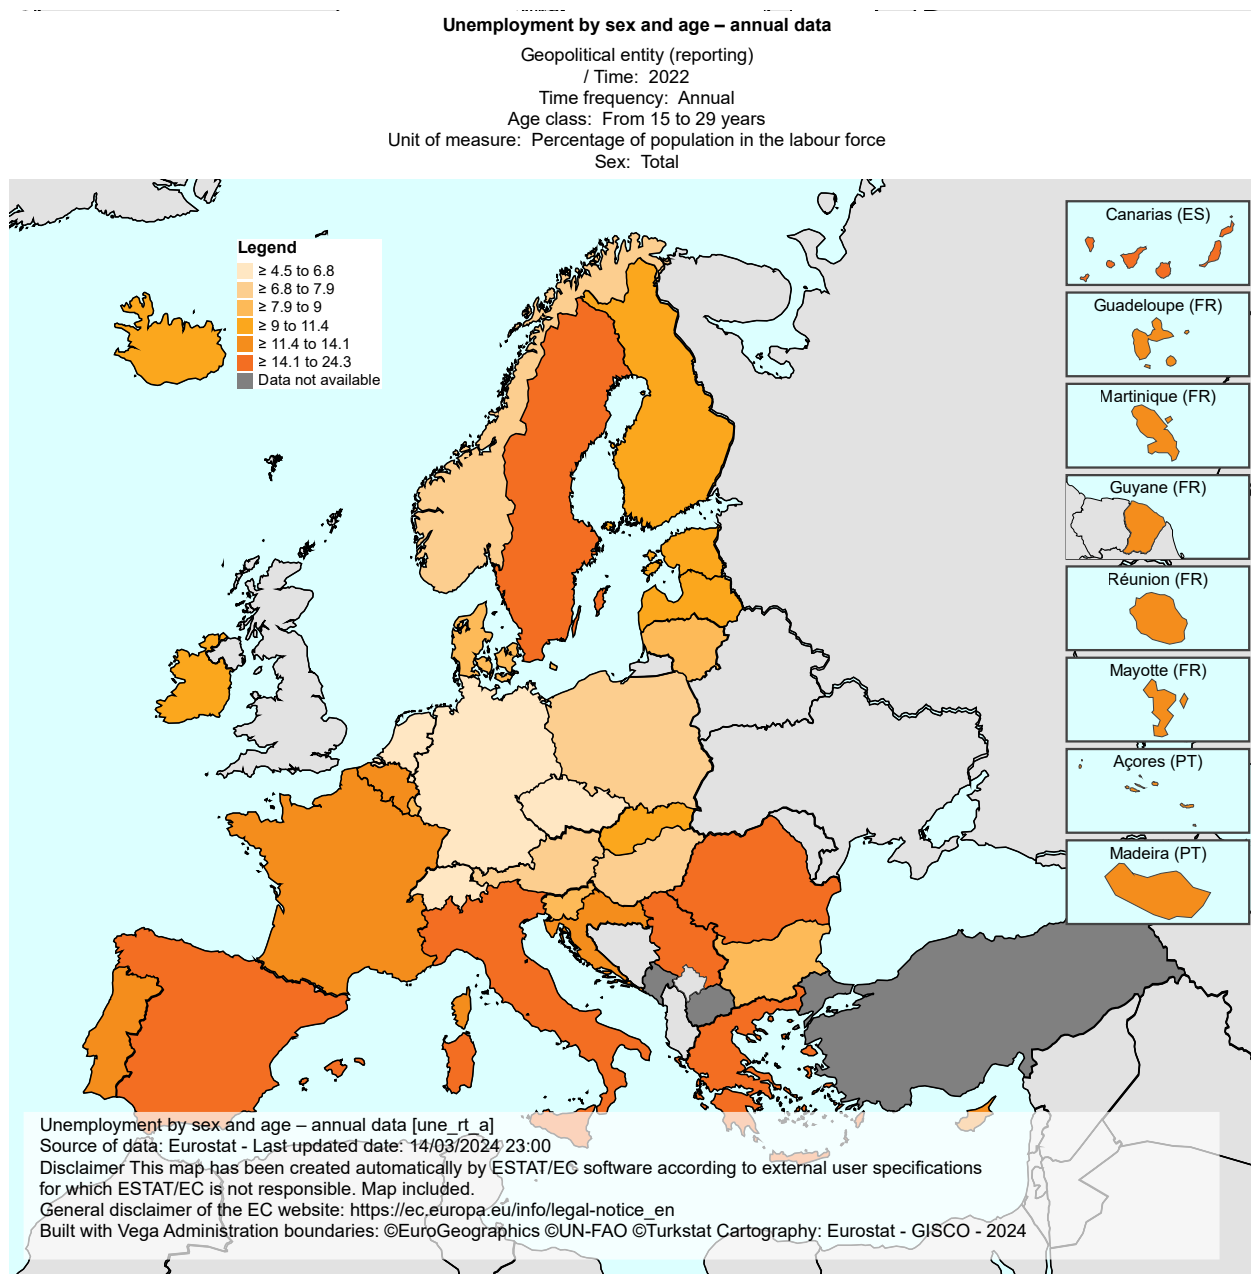 Unemployment by sex and age – annual data
Geopolitical entity (reporting)
/ Time: 2022
Time frequency: Annual
Age class: From 15 to 29 years
Unit of measure: Percentage of population in the labour force
Sex: Total
Legend
≥ 4.5 to 6.8
≥ 6.8 to 7.9
≥ 7.9 to 9
≥ 9 to 11.4
≥ 11.4 to 14.1
≥ 14.1 to 24.3
Data not available
Canarias (ES)
Guadeloupe (FR)
Martinique (FR)
Guyane (FR)
Réunion (FR)
Mayotte (FR)
Açores (PT)
Madeira (PT)
Unemployment by sex and age – annual data [une_rt_a]
Source of data: Eurostat - Last updated date: 14/03/2024 23:00
Disclaimer This map has been created automatically by ESTAT/EC software according to external user specifications
for which ESTAT/EC is not responsible. Map included.
General disclaimer of the EC website: https://ec.europa.eu/info/legal-notice_en
Built with Vega Administration boundaries: ©EuroGeographics ©UN-FAO ©Turkstat Cartography: Eurostat - GISCO - 2024